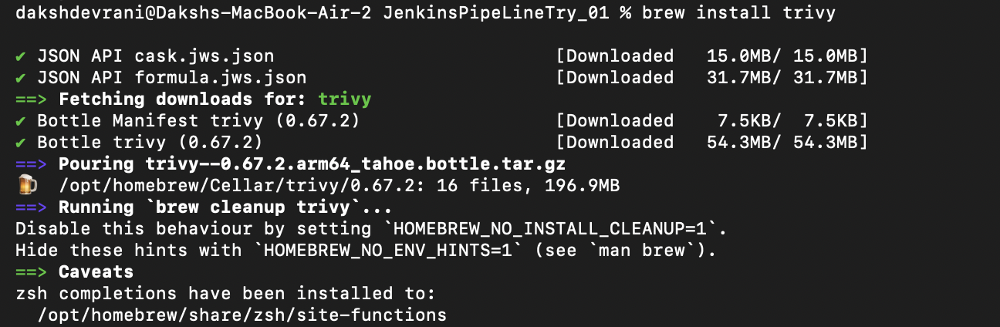 dakshdevrani@Dakshs-MacBook-Air-2 JenkinsPipeLineTry_01 % brew install trivy
✔ JSON API cask.jws.json [Downloaded 15.0MB/ 15.0MB]
✔ JSON API formula.jws.json [Downloaded 31.7MB/ 31.7MB]
==> Fetching downloads for: trivy
✔ Bottle Manifest trivy (0.67.2) [Downloaded 7.5KB/ 7.5KB]
✔ Bottle trivy (0.67.2) [Downloaded 54.3MB/ 54.3MB]
==> Pouring trivy--0.67.2.arm64_tahoe.bottle.tar.gz
🍺 /opt/homebrew/Cellar/trivy/0.67.2: 16 files, 196.9MB
==> Running `brew cleanup trivy`...
Disable this behaviour by setting `HOMEBREW_NO_INSTALL_CLEANUP=1`.
Hide these hints with `HOMEBREW_NO_ENV_HINTS=1` (see `man brew`).
==> Caveats
zsh completions have been installed to:
/opt/homebrew/share/zsh/site-functions